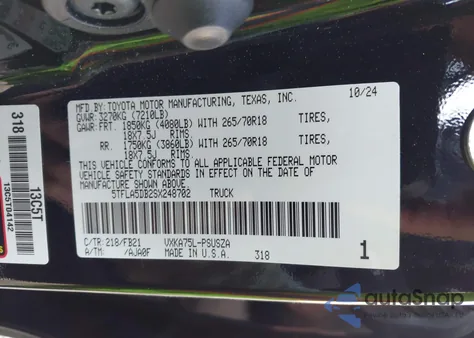 MFD.BY:TOYOTA MOTOR MANUFACTURING, TEXAS, INC. 10/24
GVWR: 3270KG (7210LB)
GAWR: FRT. 1850KG (4080LB) WITH 265/70R18 TIRES,
18X7.5J RIMS.
RR. 1750KG (3860LB) WITH 265/70R18 TIRES,
18X7.5J RIMS.
THIS VEHICLE CONFORMS TO ALL APPLICABLE FEDERAL MOTOR
VEHICLE SAFETY STANDARDS IN EFFECT ON THE DATE OF
MANUFACTURE SHOWN ABOVE.
5TFLA5DB2SX248702 TRUCK
C/TR:218/FB21 VXKA75L-PSUSZA
A/TM: /AJA0F MADE IN U.S.A. 318 1
318
13C5T
13C5T04142
autoSnap